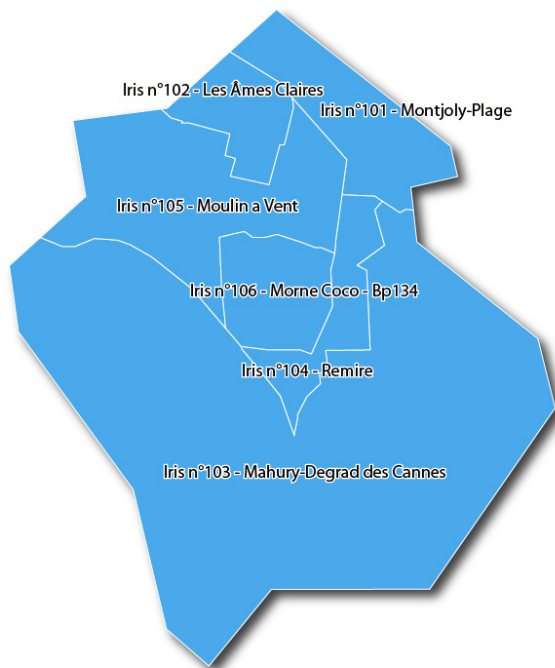 Iris n°102 - Les Âmes Claires
Iris n°101 - Montjoly-Plage
Iris n°105 - Moulin a Vent
Iris n°106 - Morne Coco - Bp134
Iris n°104 - Remire
Iris n°103 - Mahury-Degrad des Cannes